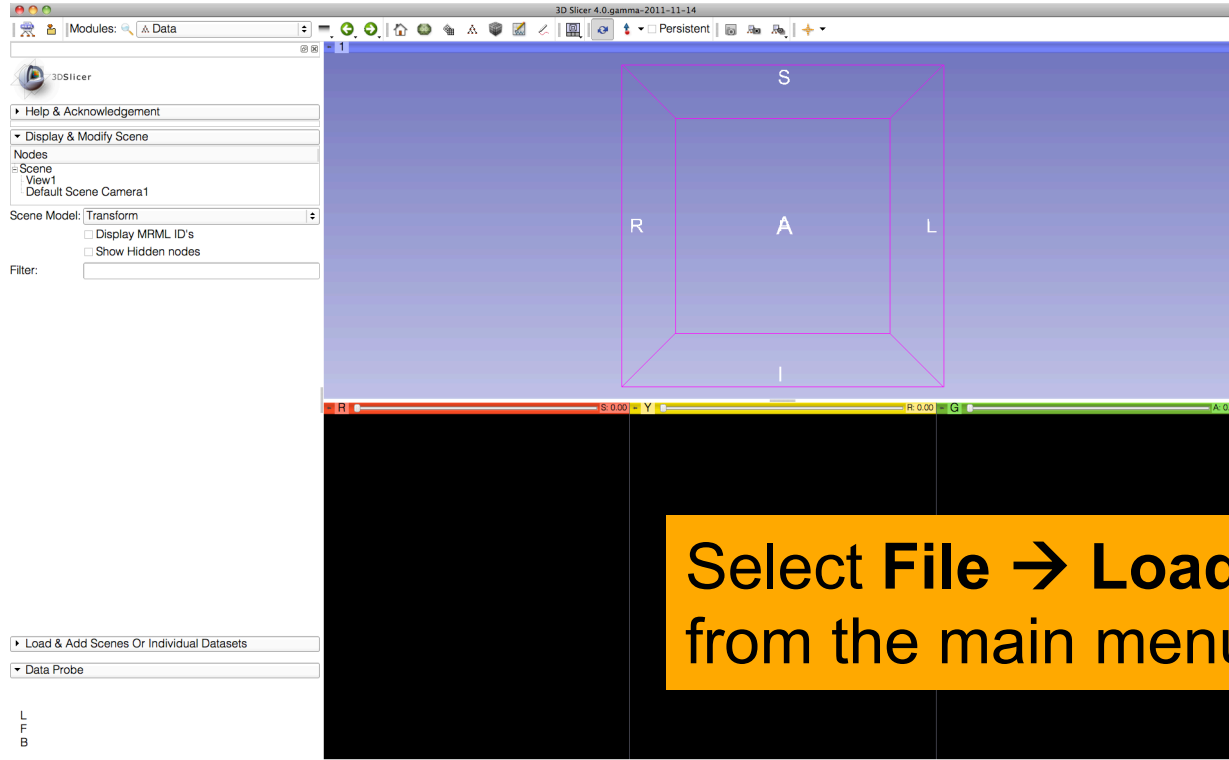 3D Slicer 4.0.gamma-2011-11-14
Modules: Data Persistent
1
3DSlicer
Help & Acknowledgement
Display & Modify Scene
Nodes
Scene
View1
Default Scene Camera1
Scene Model: Transform
Display MRML ID's
Show Hidden nodes
Filter:
S
R A L
I
R S: 0.00 Y R: 0.00 G A: 0
Select File → Load
from the main menu
Load & Add Scenes Or Individual Datasets
Data Probe
L
F
B